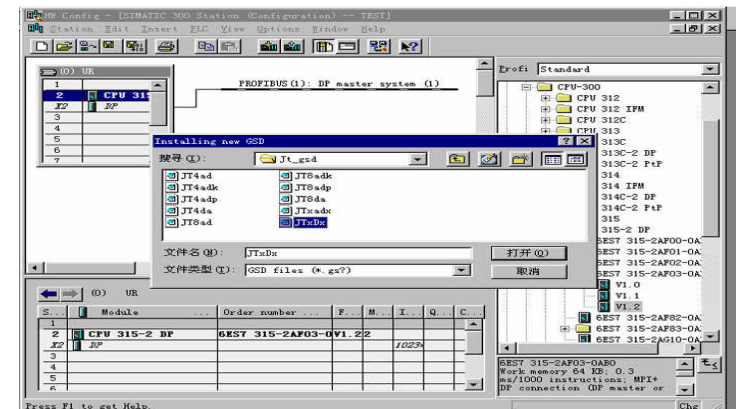 HW Config - [SIMATIC 300 Station (Configuration) -- TEST]
Station Edit Insert PLC View Options Window Help
(0) UR
1
2 CPU 315
X2 DP
3
4
5
6
7
PROFIBUS(1): DP master system (1)
Profi Standard
CPU-300
CPU 312
CPU 312 IFM
CPU 312C
CPU 313
313C
313C-2 DP
313C-2 PtP
314
314 IFM
314C-2 DP
314C-2 PtP
315
315-2 DP
6ES7 315-2AF00-0A
6ES7 315-2AF01-0A
6ES7 315-2AF02-0A
6ES7 315-2AF03-0A
V1.0
V1.1
V1.2
6ES7 315-2AF82-0A
6ES7 315-2AF83-0A
6ES7 315-2AG10-0A
Installing new GSD
搜寻(I): Jt_gsd
JT4ad JT8adk
JT4adk JT8adp
JT4adp JT8da
JT4da JTxadx
JT8ad JTxDx
文件名(N): JTxDx 打开(O)
文件类型(T): GSD files (*.gs?) 取消
(0) UR
S... Module ... Order number ... F... M... I... Q... C...
1
2 CPU 315-2 DP 6ES7 315-2AF03-0 V1.2 2
X2 DP 1023*
3
4
5
6
6ES7 315-2AF03-0AB0
Work memory 64 KB; 0.3
ms/1000 instructions; MPI+
DP connection (DP master or
Press F1 to get Help.
Chg